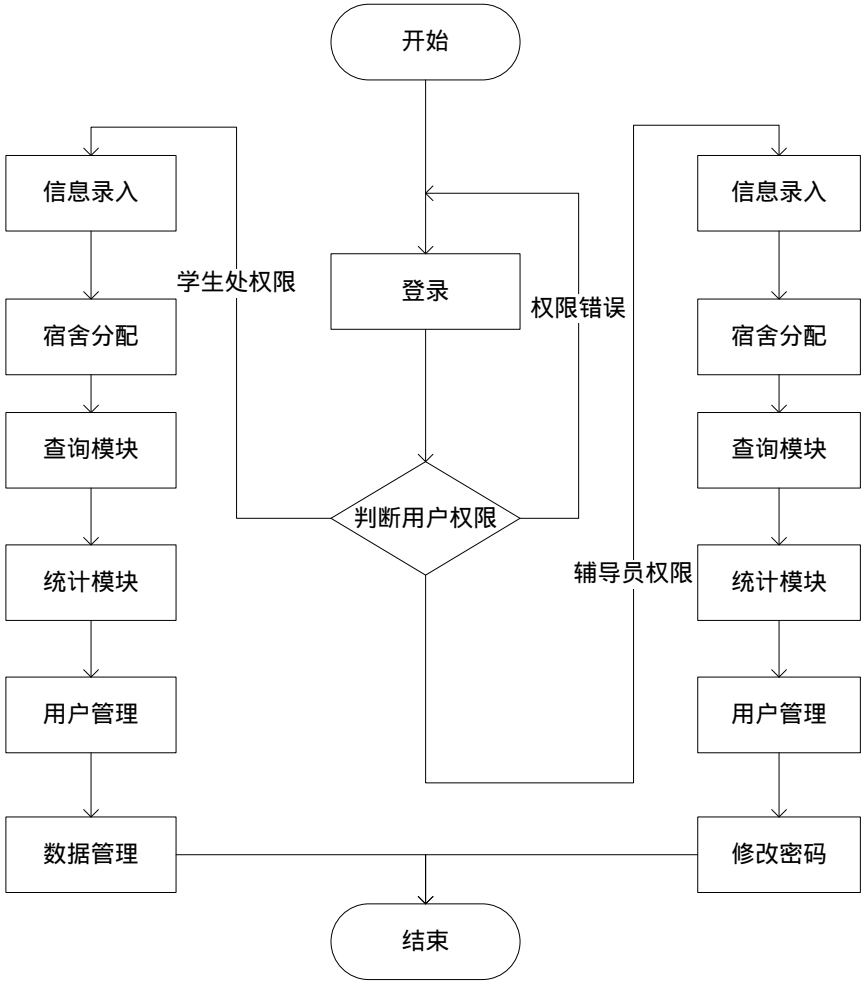 开始
信息录入
信息录入
学生处权限
登录
权限错误
宿舍分配
宿舍分配
查询模块
查询模块
判断用户权限
辅导员权限
统计模块
统计模块
用户管理
用户管理
数据管理
修改密码
结束